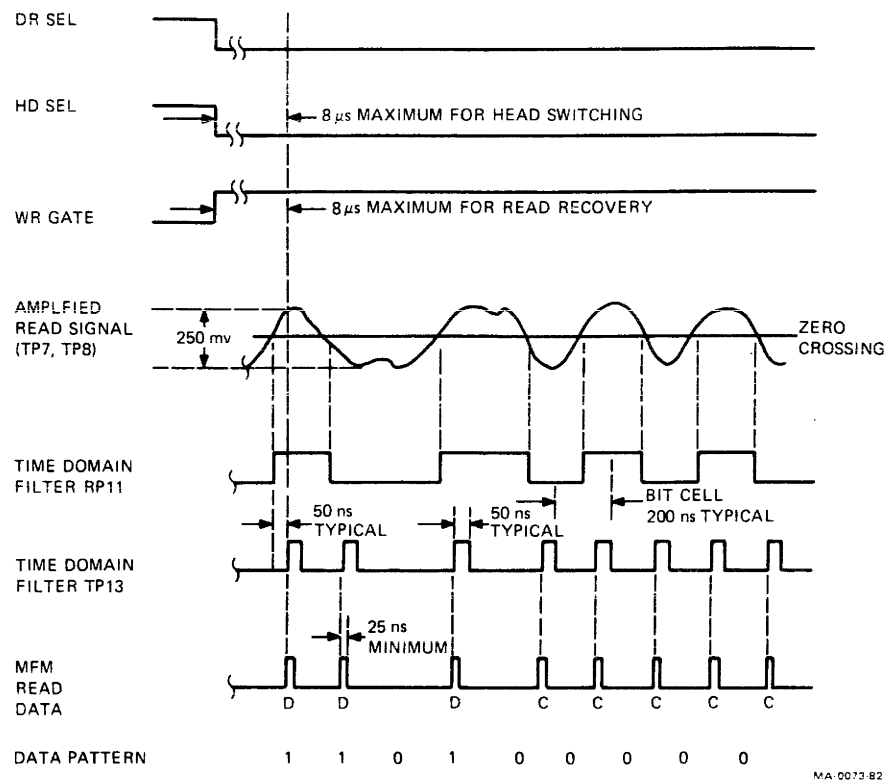 DR SEL
HD SEL
8 μs MAXIMUM FOR HEAD SWITCHING
WR GATE
8 μs MAXIMUM FOR READ RECOVERY
AMPLFIED
READ SIGNAL
(TP7, TP8)
250 mv
ZERO
CROSSING
TIME DOMAIN
FILTER RP11
50 ns
TYPICAL
50 ns
TYPICAL
BIT CELL
200 ns TYPICAL
TIME DOMAIN
FILTER TP13
25 ns
MINIMUM
MFM
READ
DATA
D D D C C C C C
DATA PATTERN 1 1 0 1 0 0 0 0 0
MA-0073-82